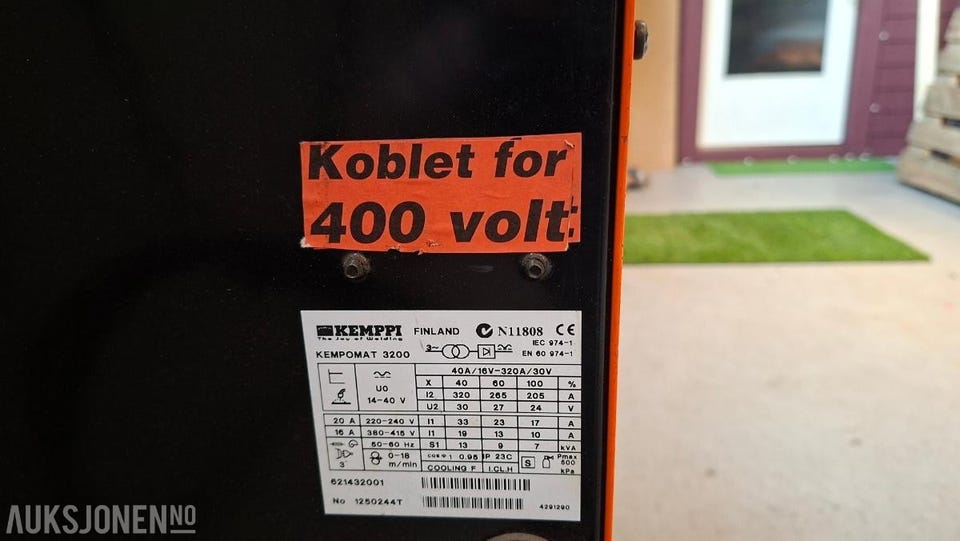 Koblet for
400 volt
KEMPPI FINLAND N11808 CE
The Joy of Welding IEC 974-1
KEMPOMAT 3200 3~ EN 60 974-1
40A/16V-320A/30V
U0 X 40 60 100 %
14-40 V I2 320 265 205 A
U2 30 27 24 V
20 A 220-240 V I1 33 23 17 A
16 A 380-415 V I1 19 13 10 A
50-60 Hz S1 13 9 7 kVA
3~ 0-18 m/min cos φ 1 0.95 IP 23C S Pmax 500 kPa
COOLING F I.CL.H
621432001
No 1250244T 4291290
AUKSJONEN.NO